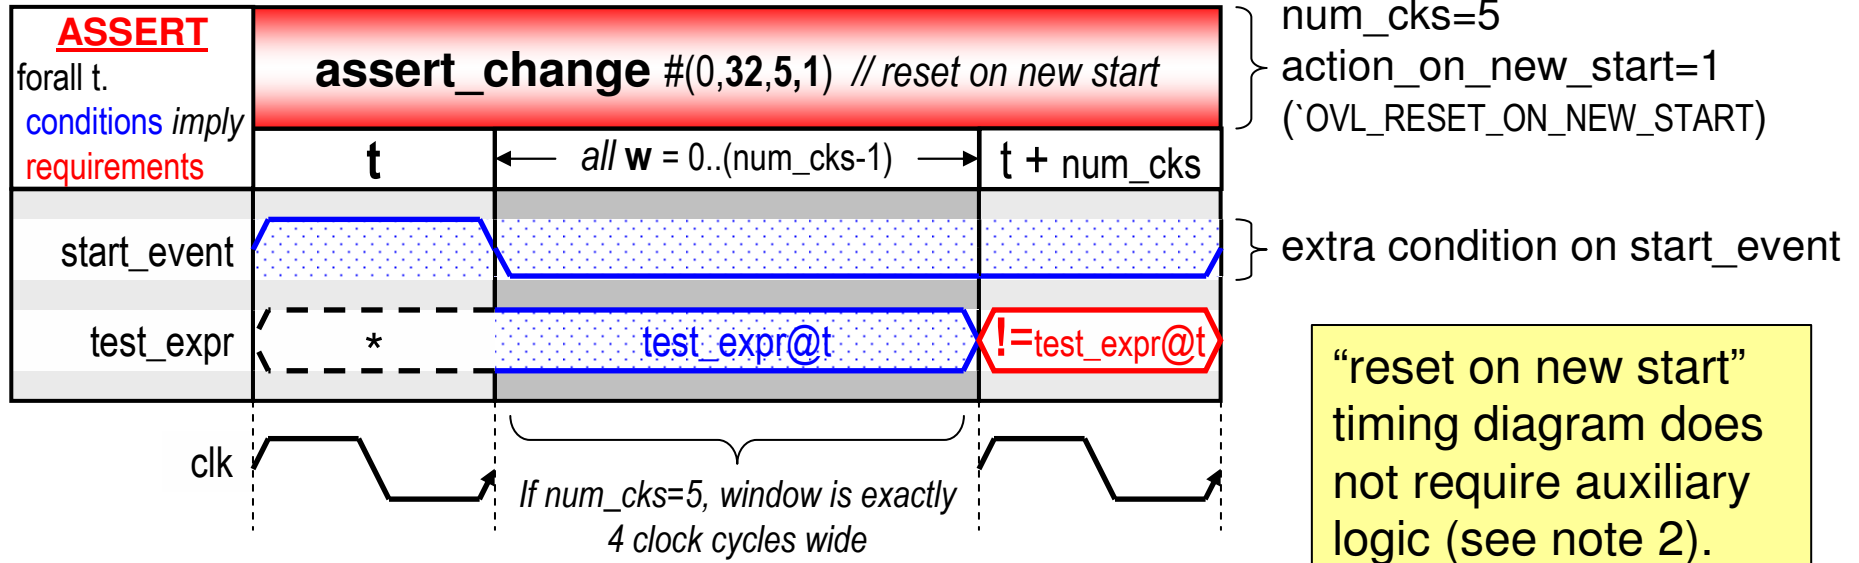 ASSERT
forall t.
conditions imply
requirements
assert_change #(0,32,5,1) // reset on new start
num_cks=5
action_on_new_start=1
(`OVL_RESET_ON_NEW_START)
t
all w = 0..(num_cks-1)
t + num_cks
start_event
extra condition on start_event
test_expr
*
test_expr@t
!=test_expr@t
clk
If num_cks=5, window is exactly
4 clock cycles wide
“reset on new start”
timing diagram does
not require auxiliary
logic (see note 2).